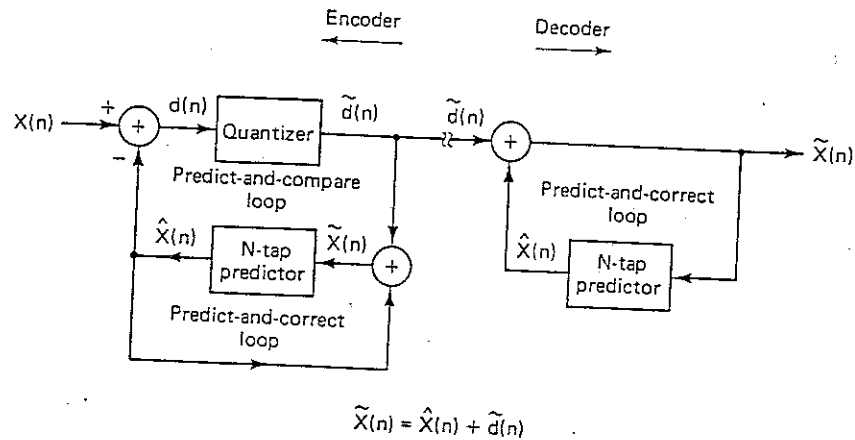 Encoder
Decoder
+
d(n)
d̃(n)
d̃(n)
X(n)
+
Quantizer
+
X̃(n)
−
Predict-and-compare
loop
Predict-and-correct
loop
X̂(n)
X̃(n)
N-tap
predictor
+
X̂(n)
N-tap
predictor
Predict-and-correct
loop
X̃(n) = X̂(n) + d̃(n)